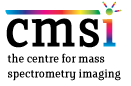 cmsi
the centre for mass
spectrometry imaging